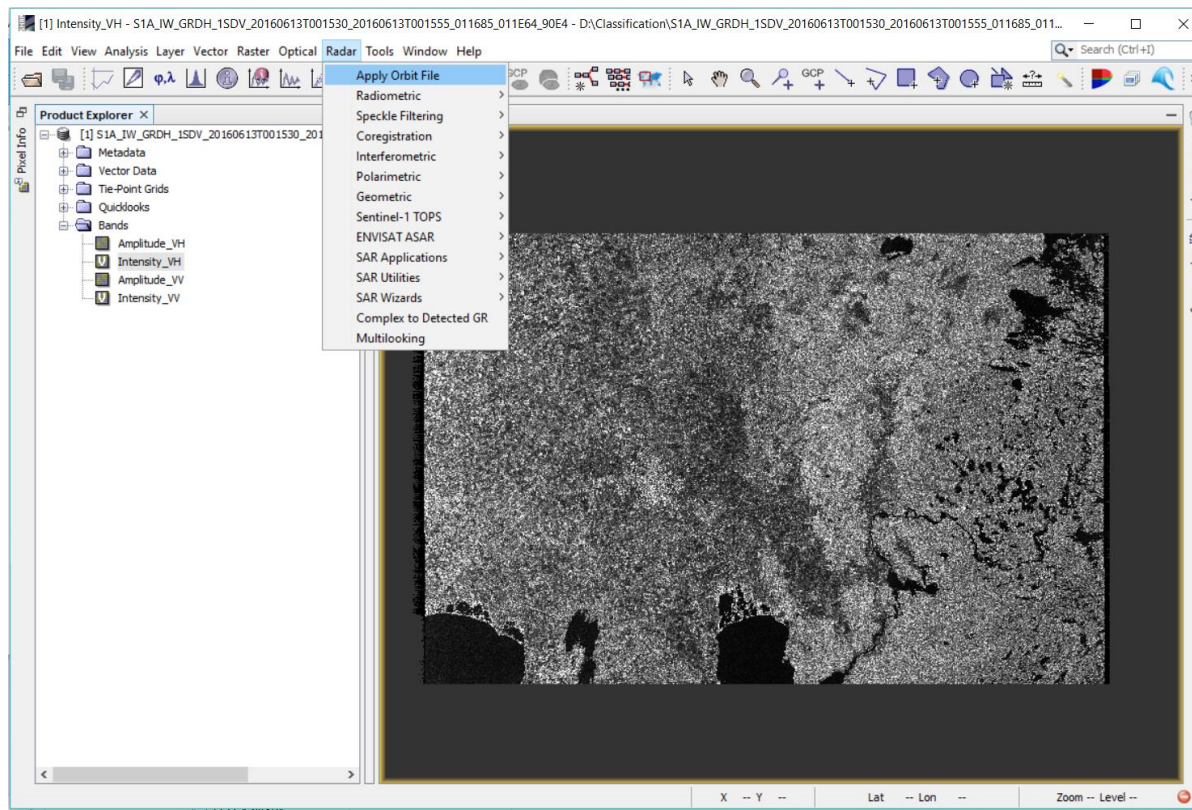 [1] Intensity_VH - S1A_IW_GRDH_1SDV_20160613T001530_20160613T001555_011685_011E64_90E4 - D:\Classification\S1A_IW_GRDH_1SDV_20160613T001530_20160613T001555_011685_011...
File Edit View Analysis Layer Vector Raster Optical Radar Tools Window Help
Search (Ctrl+I)
φ,λ
GCP
GCP
Apply Orbit File
Radiometric
Speckle Filtering
Coregistration
Interferometric
Polarimetric
Geometric
Sentinel-1 TOPS
ENVISAT ASAR
SAR Applications
SAR Utilities
SAR Wizards
Complex to Detected GR
Multilooking
Pixel Info
Product Explorer
[1] S1A_IW_GRDH_1SDV_20160613T001530_201
Metadata
Vector Data
Tie-Point Grids
Quicklooks
Bands
Amplitude_VH
Intensity_VH
Amplitude_VV
Intensity_VV
X -- Y -- Lat -- Lon -- Zoom -- Level --